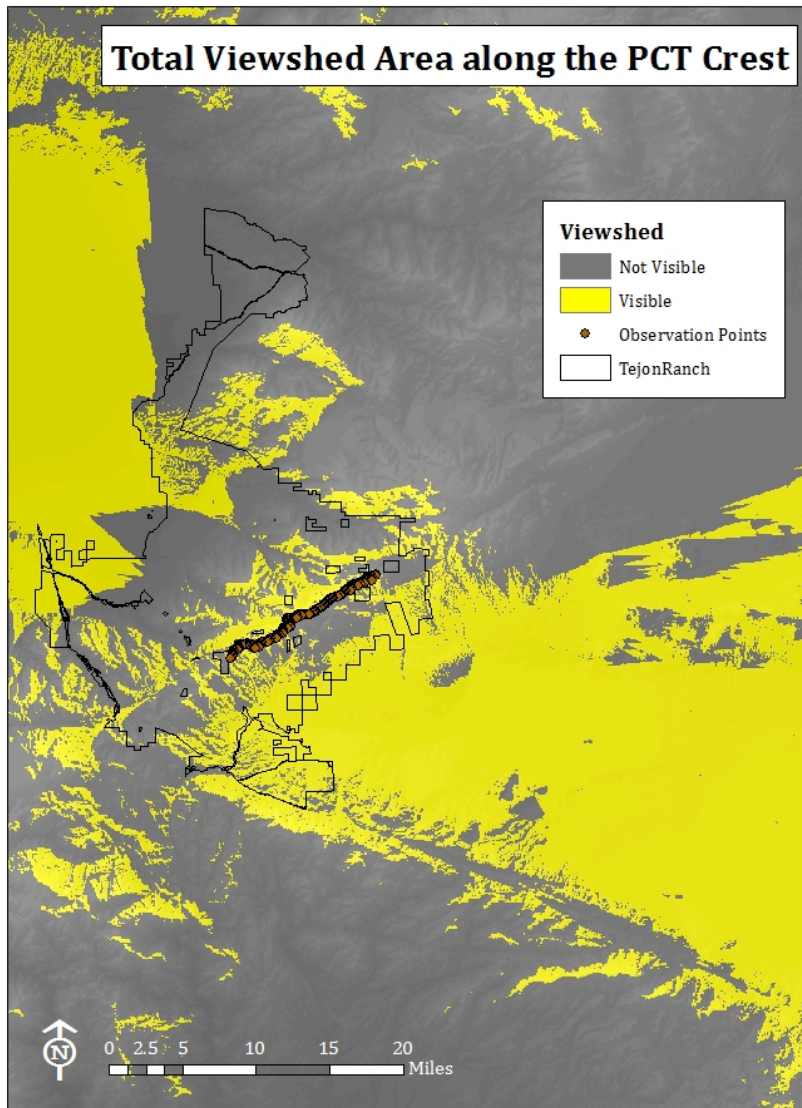 Total Viewshed Area along the PCT Crest
Viewshed
Not Visible
Visible
Observation Points
TejonRanch
N
0 2.5 5 10 15 20
Miles